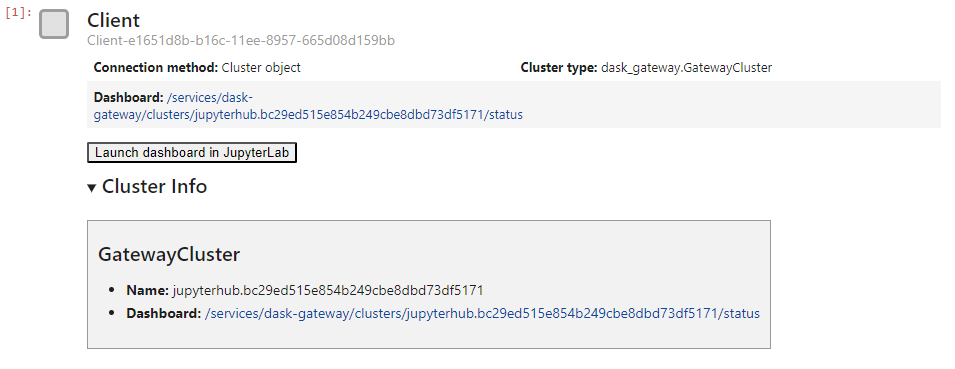 [1]:
Client
Client-e1651d8b-b16c-11ee-8957-665d08d159bb
Connection method: Cluster object Cluster type: dask_gateway.GatewayCluster
Dashboard: /services/dask-
gateway/clusters/jupyterhub.bc29ed515e854b249cbe8dbd73df5171/status
Launch dashboard in JupyterLab
▾ Cluster Info
GatewayCluster
• Name: jupyterhub.bc29ed515e854b249cbe8dbd73df5171
• Dashboard: /services/dask-gateway/clusters/jupyterhub.bc29ed515e854b249cbe8dbd73df5171/status